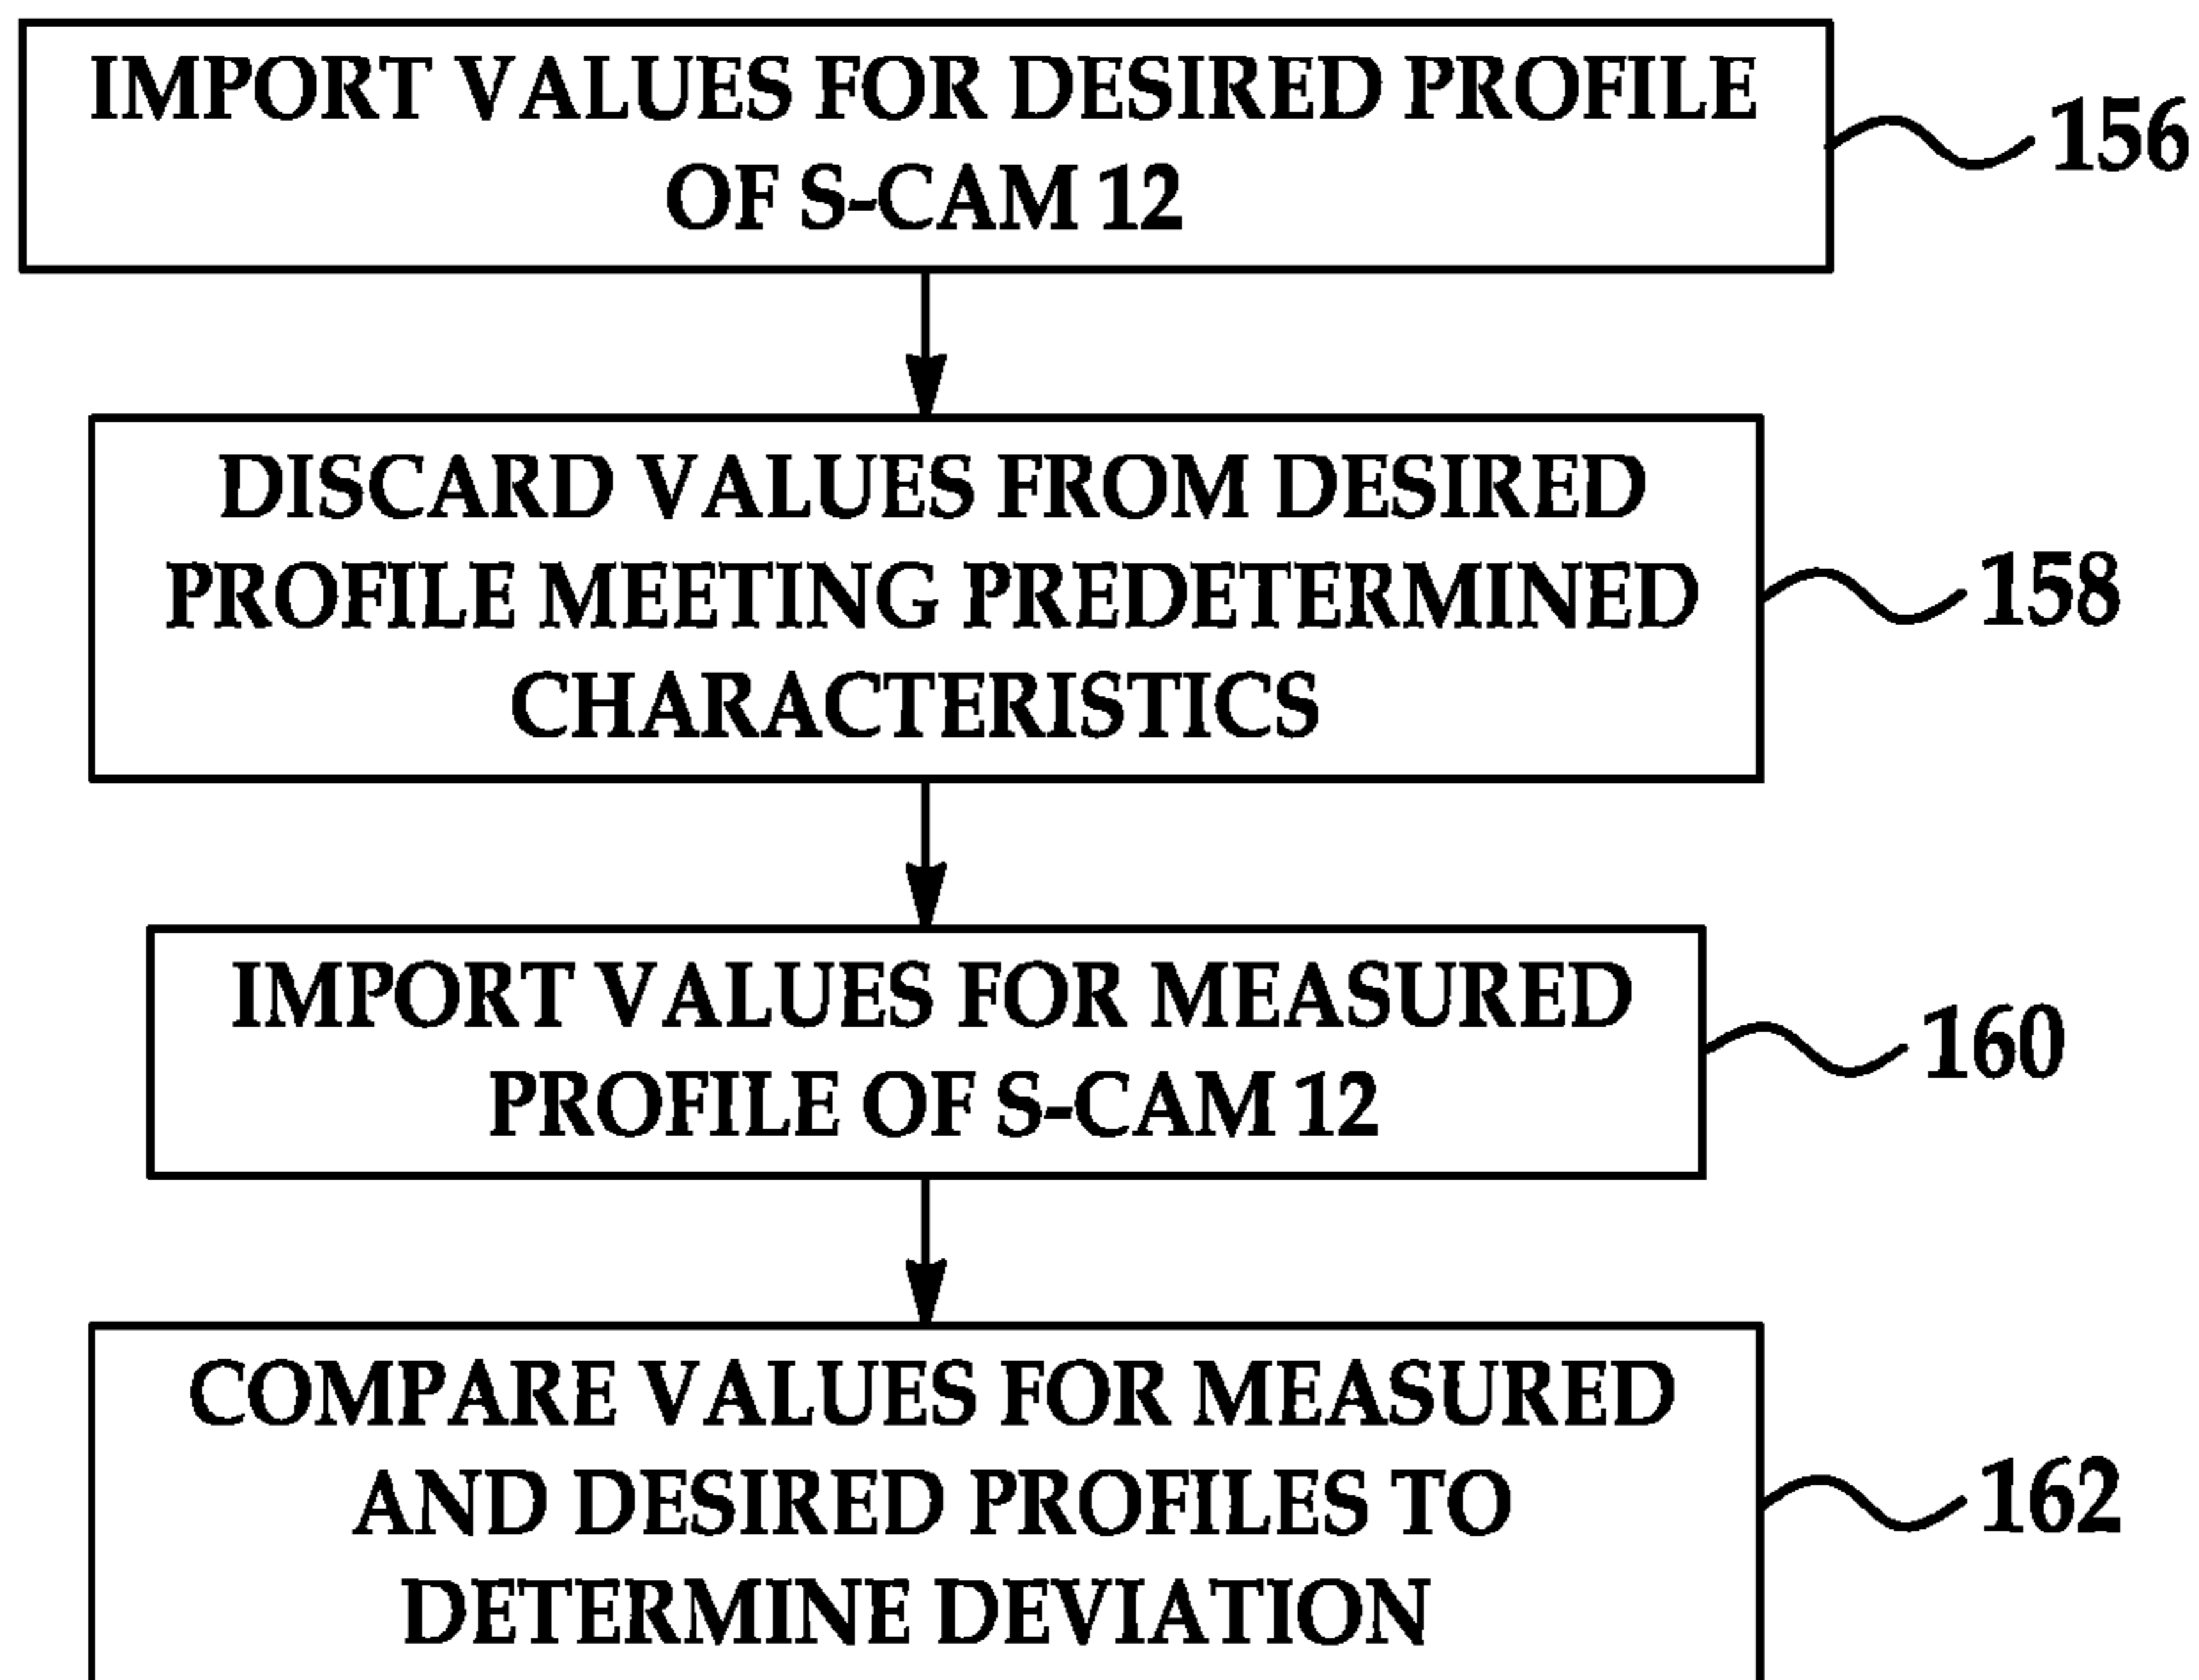 IMPORT VALUES FOR DESIRED PROFILE
OF S-CAM 12
156
DISCARD VALUES FROM DESIRED
PROFILE MEETING PREDETERMINED
CHARACTERISTICS
158
IMPORT VALUES FOR MEASURED
PROFILE OF S-CAM 12
160
COMPARE VALUES FOR MEASURED
AND DESIRED PROFILES TO
DETERMINE DEVIATION
162